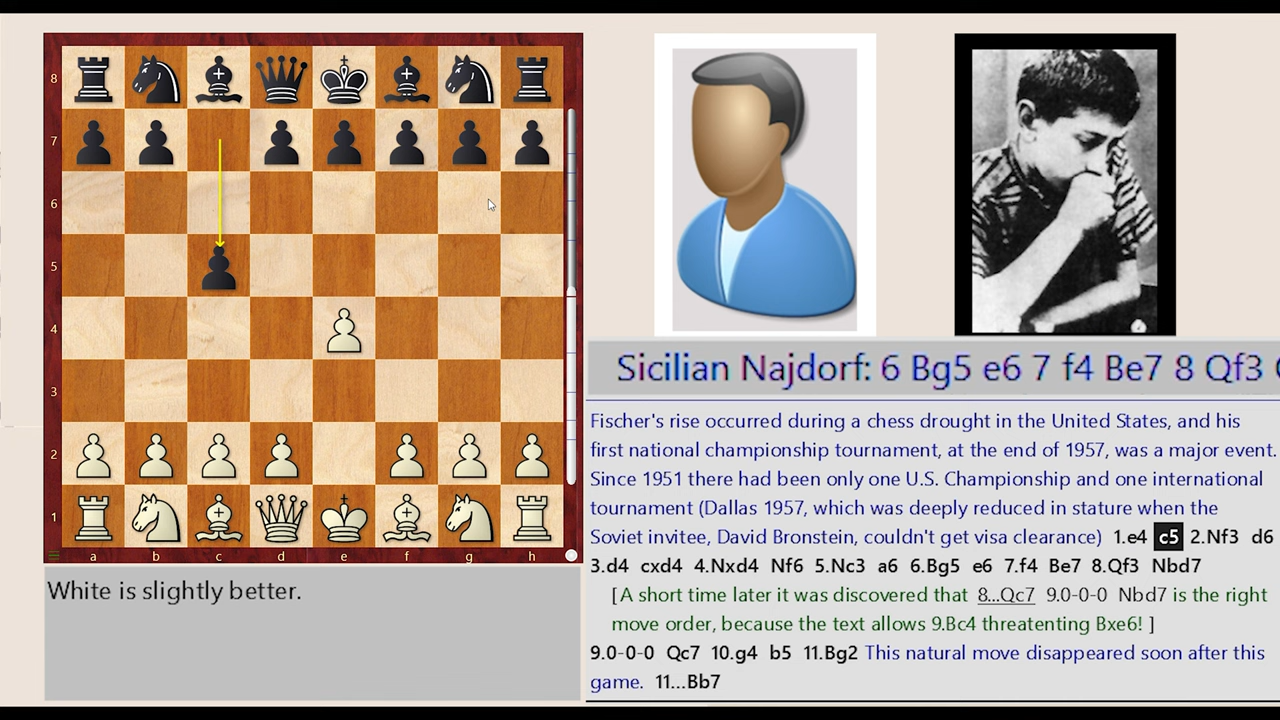 8
7
6
5
4
3
2
1
a b c d e f g h
White is slightly better.
Sicilian Najdorf: 6 Bg5 e6 7 f4 Be7 8 Qf3
Fischer's rise occurred during a chess drought in the United States, and his
first national championship tournament, at the end of 1957, was a major event.
Since 1951 there had been only one U.S. Championship and one international
tournament (Dallas 1957, which was deeply reduced in stature when the
Soviet invitee, David Bronstein, couldn't get visa clearance) 1.e4 c5 2.Nf3 d6
3.d4 cxd4 4.Nxd4 Nf6 5.Nc3 a6 6.Bg5 e6 7.f4 Be7 8.Qf3 Nbd7
[ A short time later it was discovered that 8...Qc7 9.0-0-0 Nbd7 is the right
move order, because the text allows 9.Bc4 threatenting Bxe6! ]
9.0-0-0 Qc7 10.g4 b5 11.Bg2 This natural move disappeared soon after this
game. 11...Bb7